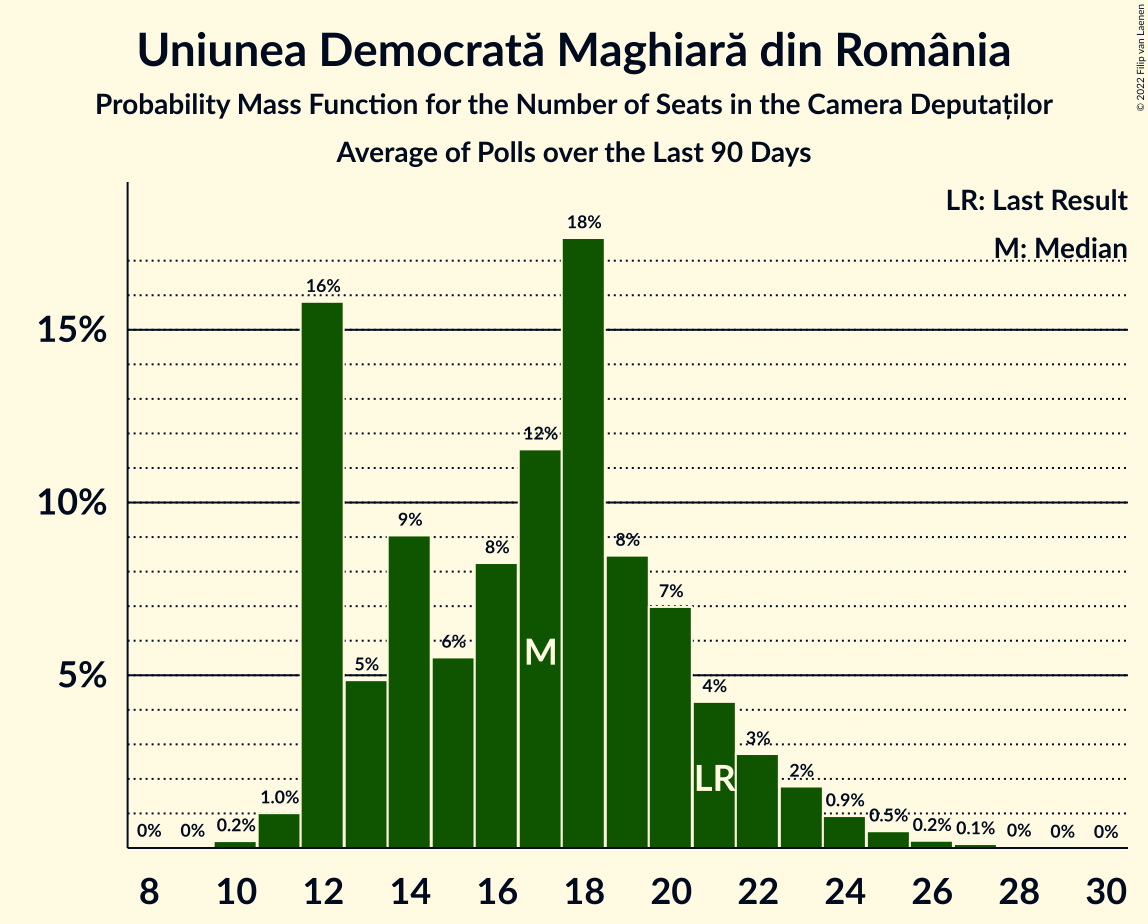 Uniunea Democrată Maghiară din România
Probability Mass Function for the Number of Seats in the Camera Deputaților
Average of Polls over the Last 90 Days
© 2022 Filip van Laenen
LR: Last Result
M: Median
15%
10%
5%
0%
0%
0.2%
1.0%
16%
5%
9%
6%
8%
12%
18%
8%
7%
4%
3%
2%
0.9%
0.5%
0.2%
0.1%
0%
0%
0%
M
LR
8 10 12 14 16 18 20 22 24 26 28 30